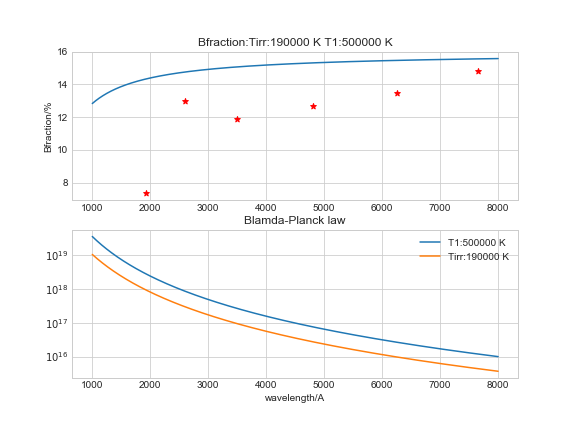 Bfraction:Tirr:190000 K T1:500000 K
Bfraction/%
16
14
12
10
8
1000 2000 3000 4000 5000 6000 7000 8000
Blamda-Planck law
T1:500000 K
Tirr:190000 K
10^19
10^18
10^17
10^16
1000 2000 3000 4000 5000 6000 7000 8000
wavelength/A